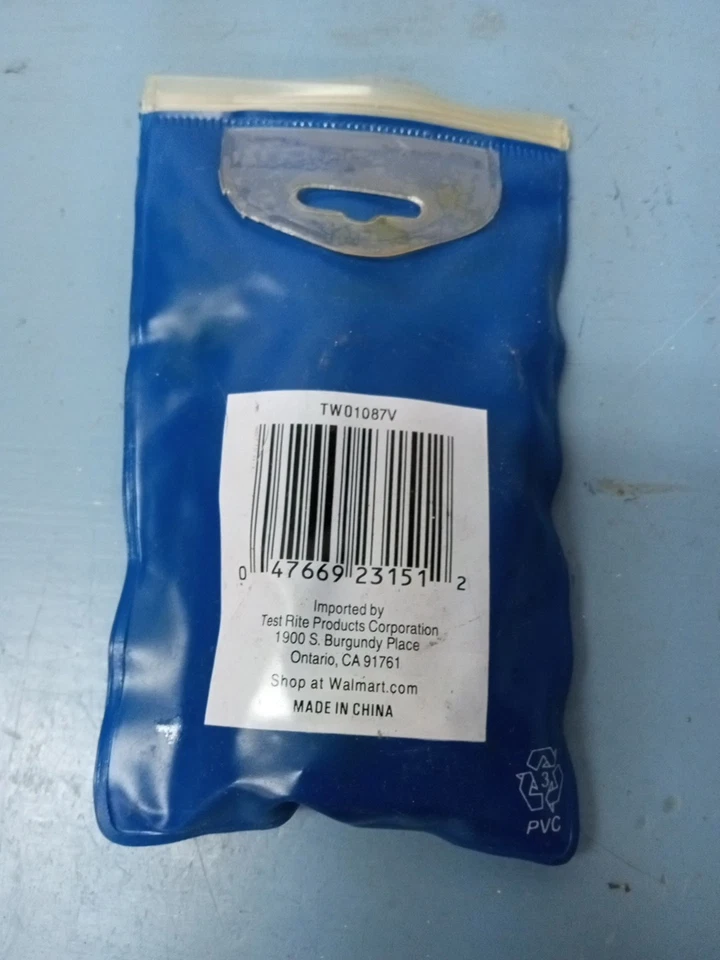 TW01087V
0 47669 23151 2
Imported by
Test Rite Products Corporation
1900 S. Burgundy Place
Ontario, CA 91761
Shop at Walmart.com
MADE IN CHINA
3
PVC